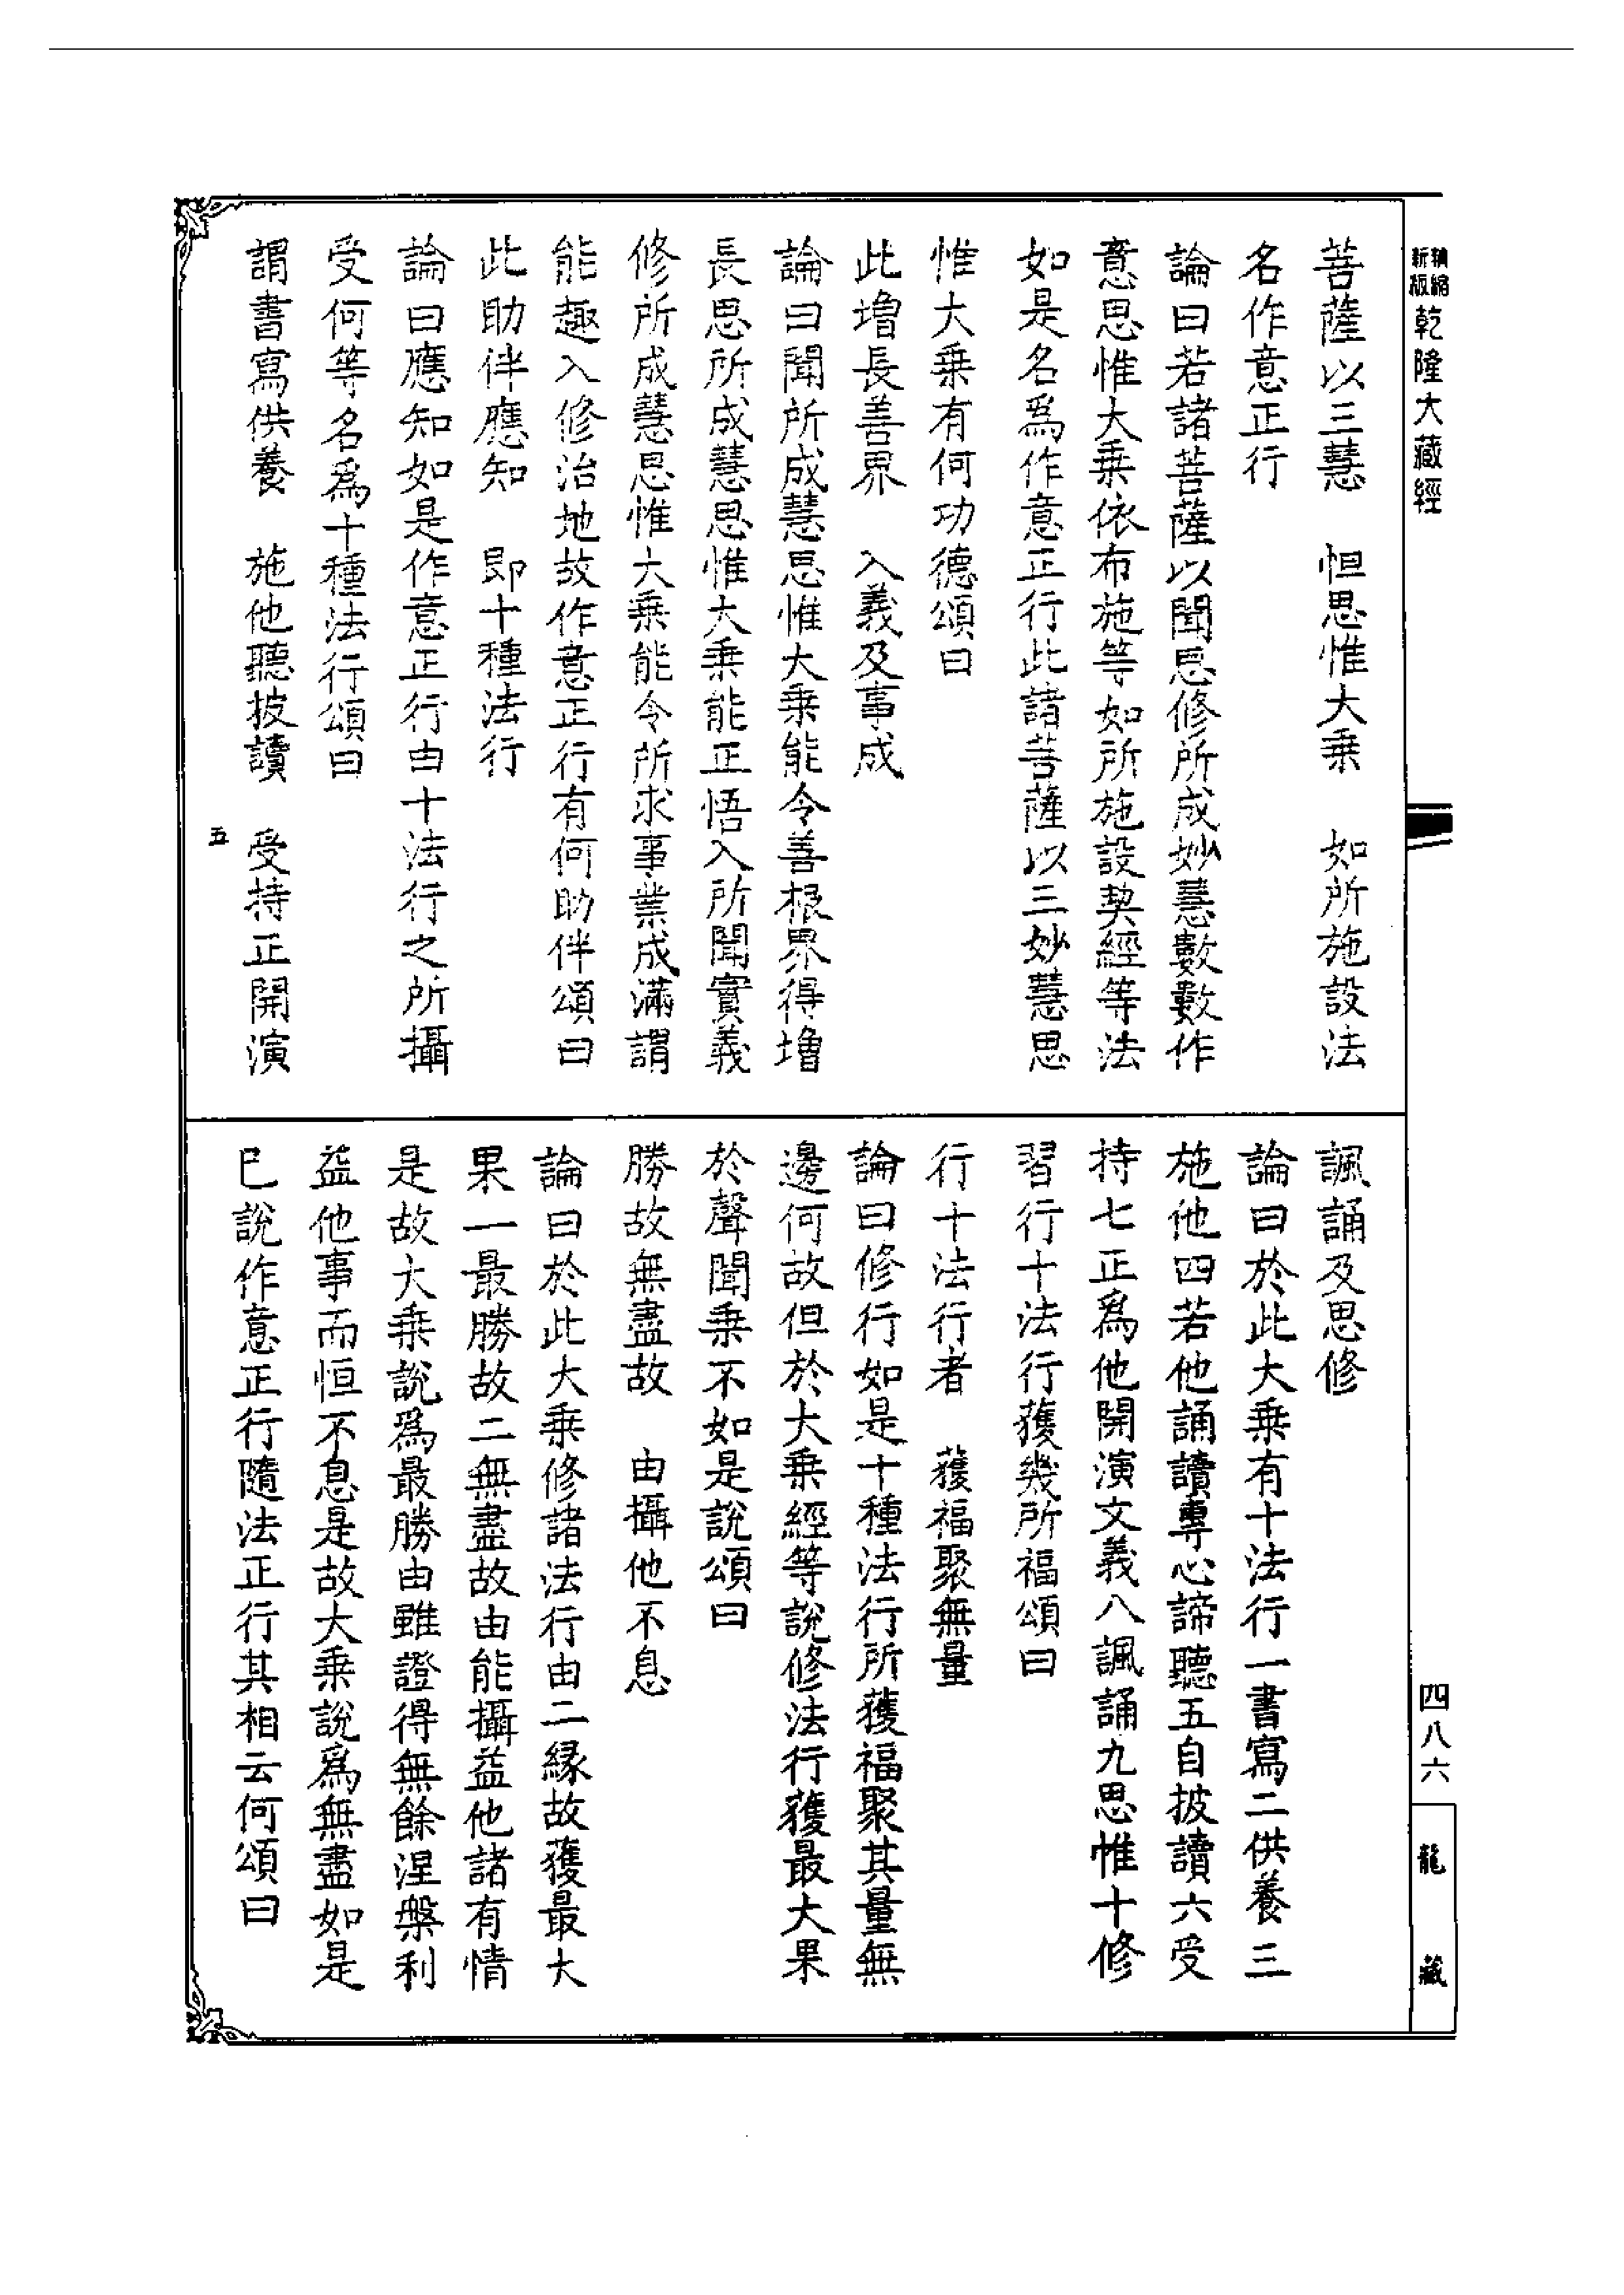 精縮新版乾隆大藏經
菩薩以三慧　恒思惟大乘　如所施設法
名作意正行
論曰若諸菩薩以聞思修所成妙慧數數作
意思惟大乘依布施等如所施設契經等法
如是名爲作意正行此諸菩薩以三妙慧思
惟大乘有何功德頌曰
此增長善界　入義及事成
論曰聞所成慧思惟大乘能令善根界得增
長思所成慧思惟大乘能正悟入所聞實義
修所成慧思惟大乘能令所求事業成滿謂
能趣入修治地故作意正行有何助伴頌曰
此助伴應知　即十種法行
論曰應知如是作意正行由十法行之所攝
受何等名爲十種法行頌曰
謂書寫供養　施他聽披讀　受持正開演
五
諷誦及思修
論曰於此大乘有十法行一書寫二供養三
施他四若他誦讀專心諦聽五自披讀六受
持七正爲他開演文義八諷誦九思惟十修
習行十法行獲幾所福頌曰
行十法行者　獲福聚無量
論曰修行如是十種法行所獲福聚其量無
邊何故但於大乘經等說修法行獲最大果
於聲聞乘不如是說頌曰
勝故無盡故　由攝他不息
論曰於此大乘修諸法行由二緣故獲最大
果一最勝故二無盡故由能攝益他諸有情
是故大乘說爲最勝由雖證得無餘涅槃利
益他事而恒不息是故大乘說爲無盡如是
已說作意正行隨法正行其相云何頌曰
四八六
龍藏